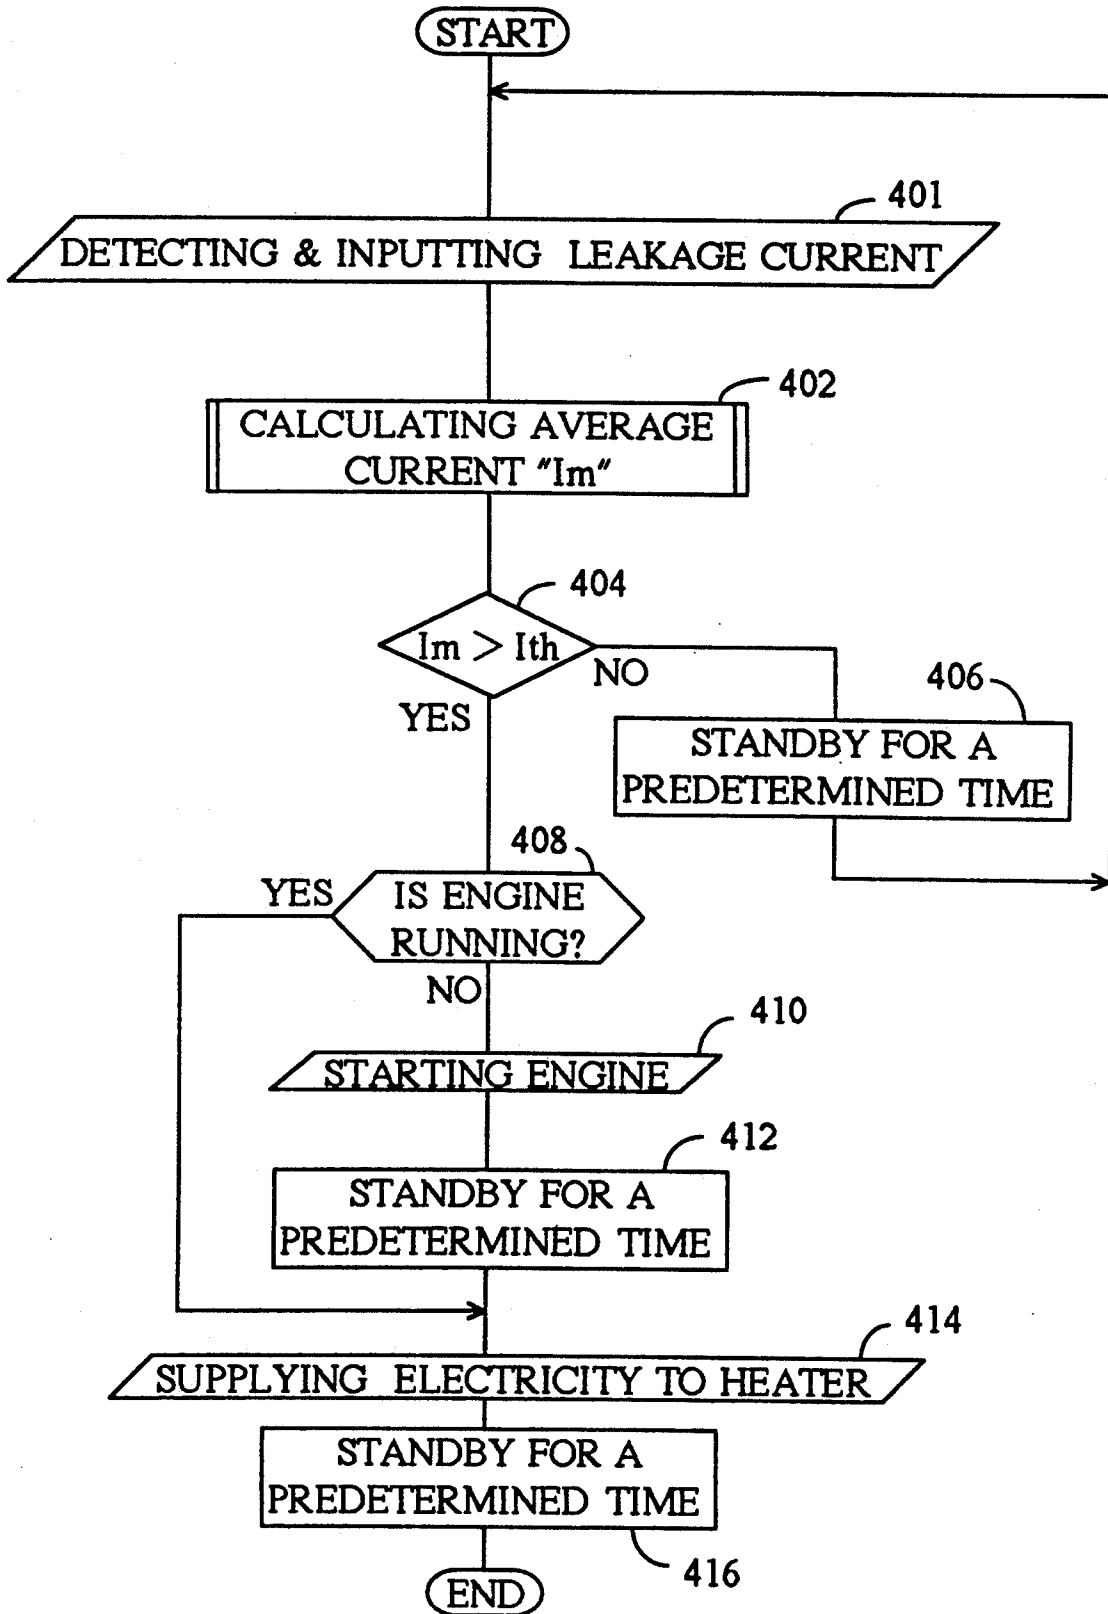 START
401
DETECTING & INPUTTING LEAKAGE CURRENT
402
CALCULATING AVERAGE
CURRENT "Im"
404
Im > Ith
NO
YES
406
STANDBY FOR A
PREDETERMINED TIME
408
YES
IS ENGINE
RUNNING?
NO
410
STARTING ENGINE
412
STANDBY FOR A
PREDETERMINED TIME
414
SUPPLYING ELECTRICITY TO HEATER
STANDBY FOR A
PREDETERMINED TIME
416
END